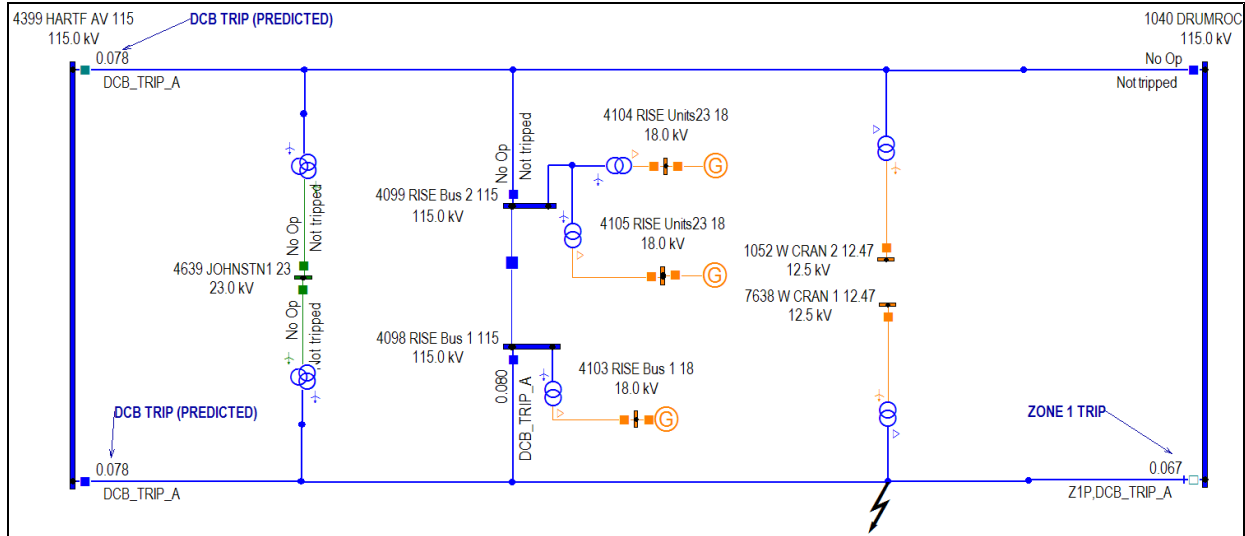 4399 HARTF AV 115
115.0 kV
DCB TRIP (PREDICTED)
1040 DRUMROC
115.0 kV
0.078
DCB_TRIP_A
No Op
Not tripped
4104 RISE Units23 18
18.0 kV
G
No Op
Not tripped
4099 RISE Bus 2 115
115.0 kV
4105 RISE Units23 18
18.0 kV
G
No Op
Not tripped
4639 JOHNSTN1 23
23.0 kV
No Op
Not tripped
1052 W CRAN 2 12.47
12.5 kV
7638 W CRAN 1 12.47
12.5 kV
4098 RISE Bus 1 115
115.0 kV
4103 RISE Bus 1 18
18.0 kV
G
0.080
DCB_TRIP_A
DCB TRIP (PREDICTED)
ZONE 1 TRIP
0.078
DCB_TRIP_A
0.067
Z1P,DCB_TRIP_A